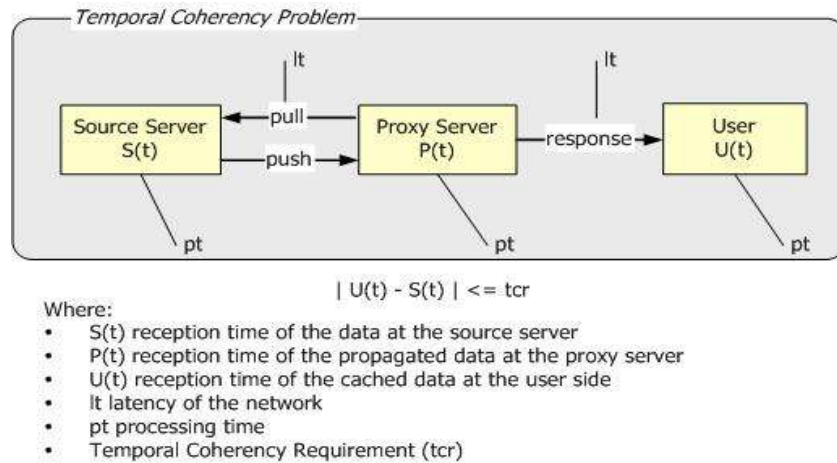 Temporal Coherency Problem
lt
lt
Source Server
S(t)
pull
push
Proxy Server
P(t)
response
User
U(t)
pt
pt
pt
| U(t) - S(t) | <= tcr
Where:
• S(t) reception time of the data at the source server
• P(t) reception time of the propagated data at the proxy server
• U(t) reception time of the cached data at the user side
• lt latency of the network
• pt processing time
• Temporal Coherency Requirement (tcr)